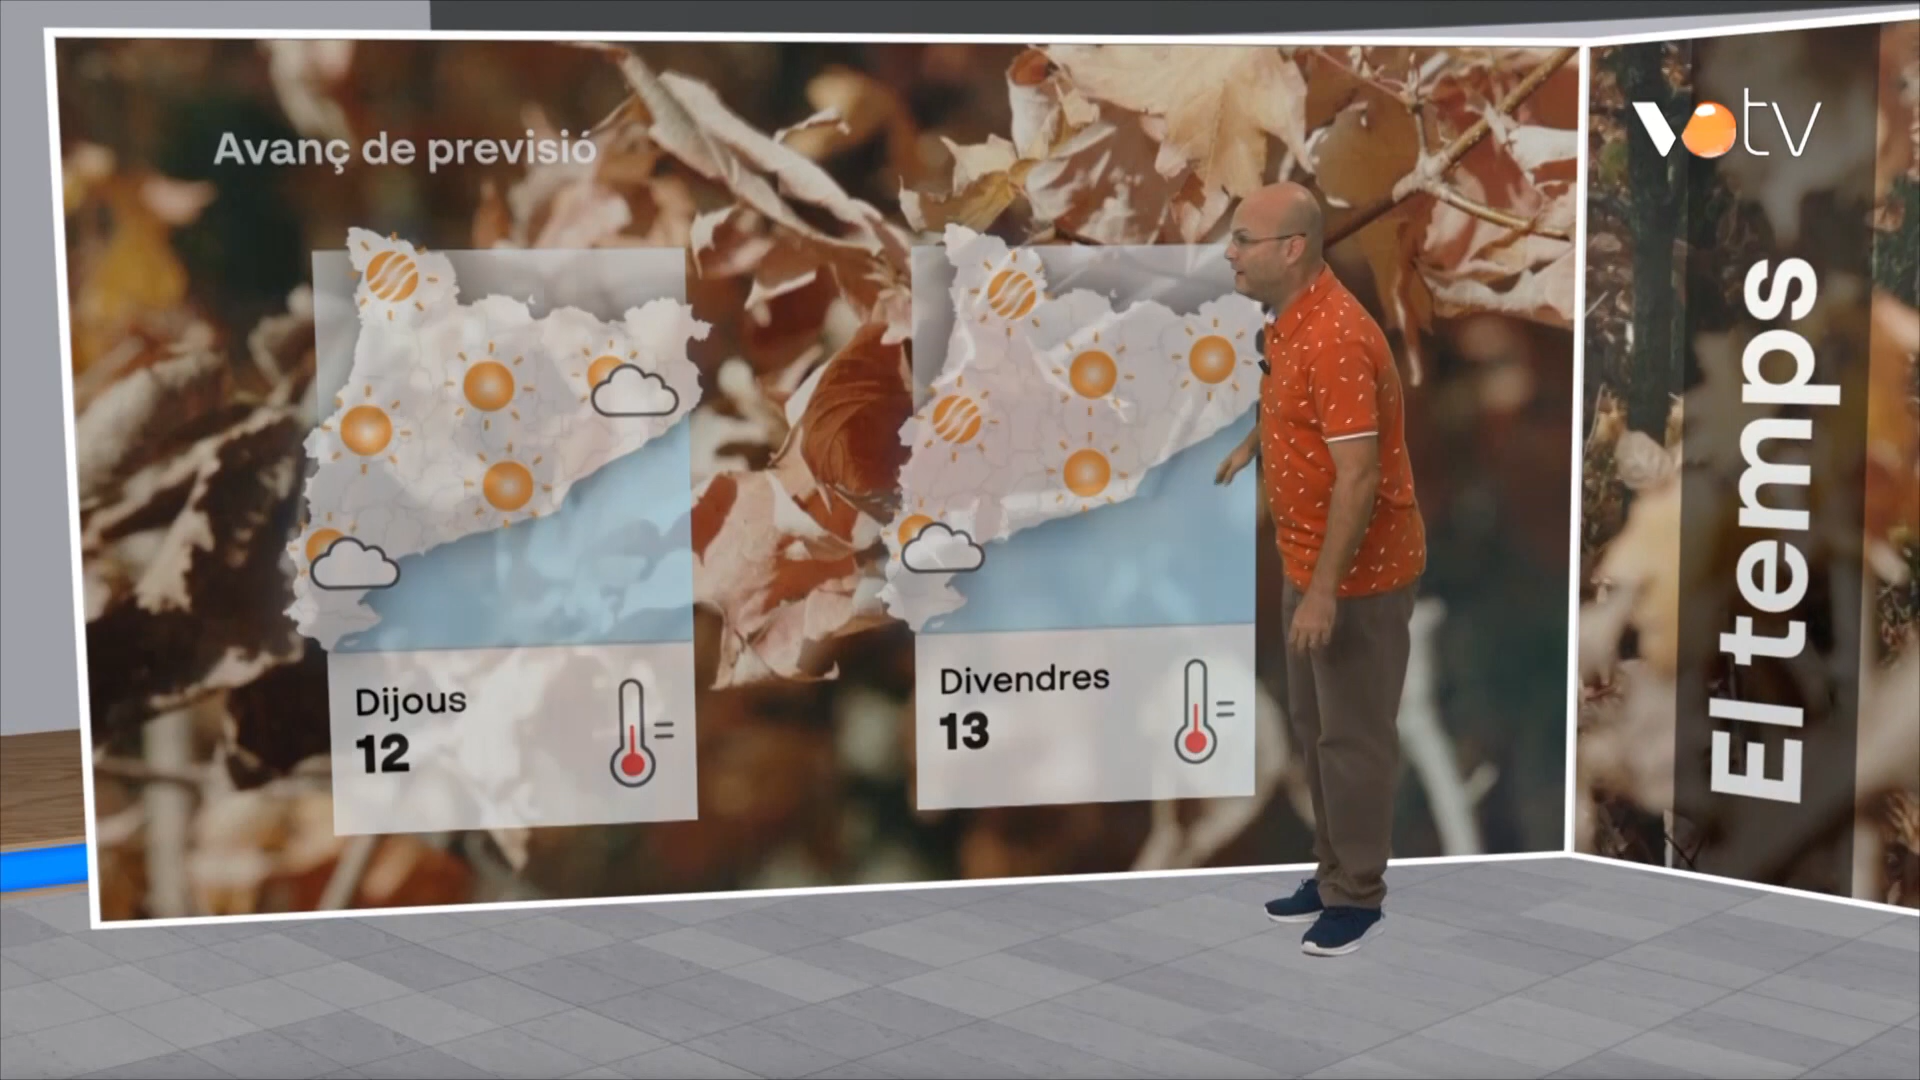 Avanç de previsió
votv
Dijous
12
=
Divendres
13
=
El temps